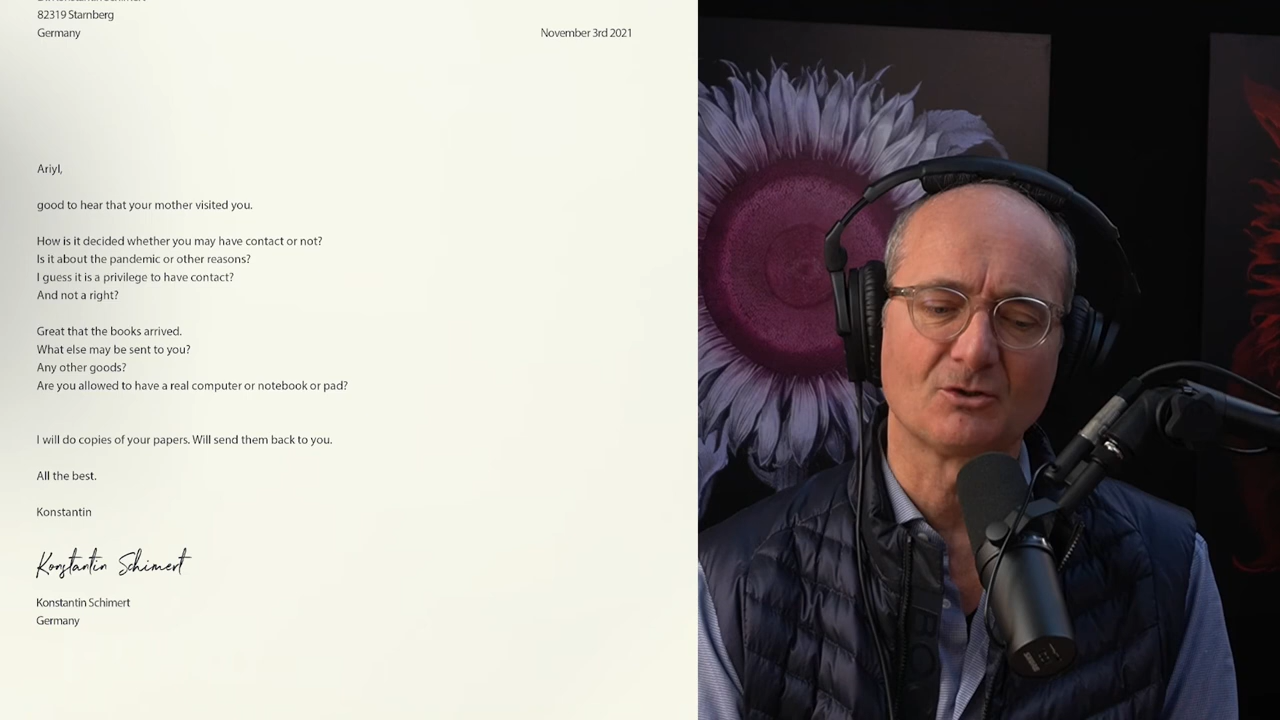 82319 Starnberg
Germany
November 3rd 2021
Ariyl,
good to hear that your mother visited you.
How is it decided whether you may have contact or not?
Is it about the pandemic or other reasons?
I guess it is a privilege to have contact?
And not a right?
Great that the books arrived.
What else may be sent to you?
Any other goods?
Are you allowed to have a real computer or notebook or pad?
I will do copies of your papers. Will send them back to you.
All the best.
Konstantin
Konstantin Schimert
Konstantin Schimert
Germany